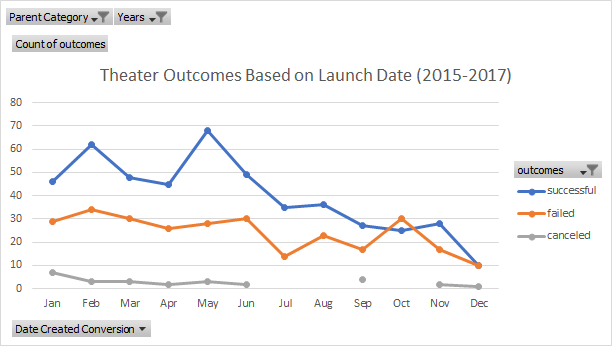 Parent Category Years
Count of outcomes
Theater Outcomes Based on Launch Date (2015-2017)
80
70
60
50
40
30
20
10
0
Jan Feb Mar Apr May Jun Jul Aug Sep Oct Nov Dec
outcomes
successful
failed
canceled
Date Created Conversion